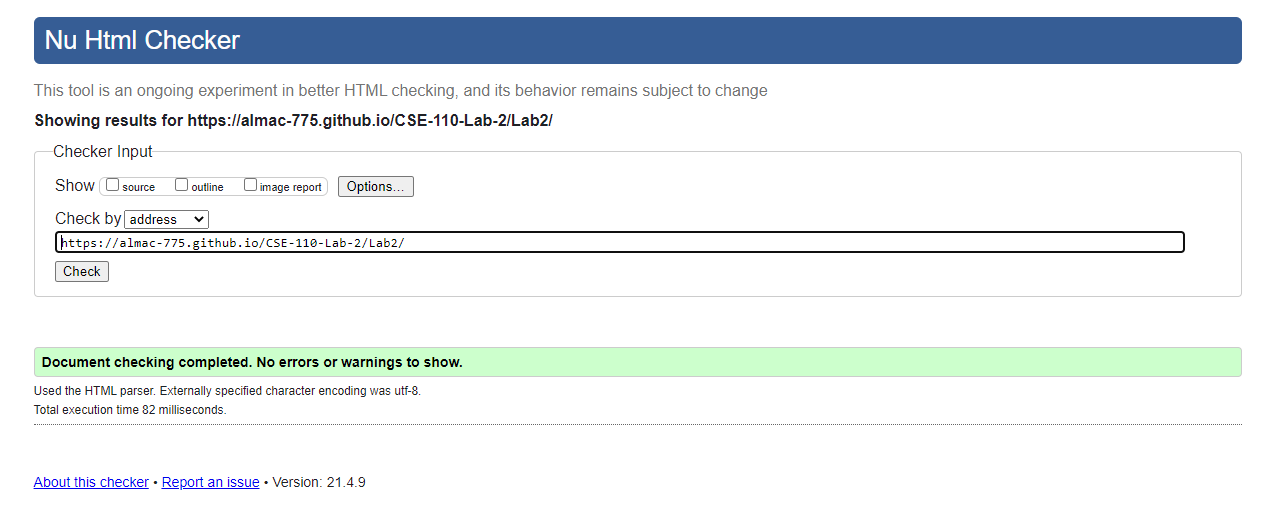 Nu Html Checker
This tool is an ongoing experiment in better HTML checking, and its behavior remains subject to change
Showing results for https://almac-775.github.io/CSE-110-Lab-2/Lab2/
Checker Input
Show source outline image report Options...
Check by address
https://almac-775.github.io/CSE-110-Lab-2/Lab2/
Check
Document checking completed. No errors or warnings to show.
Used the HTML parser. Externally specified character encoding was utf-8.
Total execution time 82 milliseconds.
About this checker • Report an issue • Version: 21.4.9